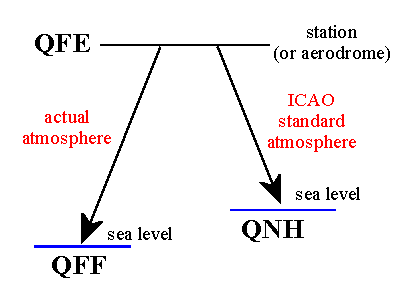 QFE
station
(or aerodrome)
actual
atmosphere
ICAO
standard
atmosphere
sea level
QNH
sea level
QFF